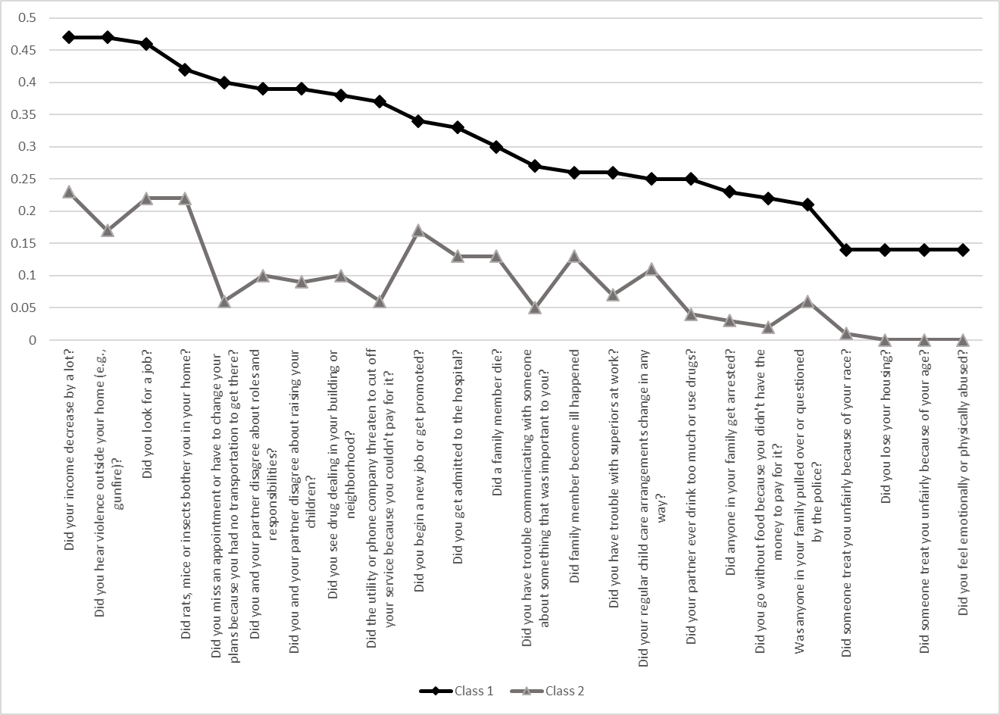 0.5
0.45
0.4
0.35
0.3
0.25
0.2
0.15
0.1
0.05
0
Did your income decrease by a lot?
Did you hear violence outside your home (e.g.,
gunfire)?
Did you look for a job?
Did rats, mice or insects bother you in your home?
Did you miss an appointment or have to change your
plans because you had no transportation to get there?
Did you and your partner disagree about roles and
responsibilities?
Did you and your partner disagree about raising your
children?
Did you see drug dealing in your building or
neighborhood?
Did the utility or phone company threaten to cut off
your service because you couldn't pay for it?
Did you begin a new job or get promoted?
Did you get admitted to the hospital?
Did a family member die?
Did you have trouble communicating with someone
about something that was important to you?
Did family member become ill happened
Did you have trouble with superiors at work?
Did your regular child care arrangements change in any
way?
Did your partner ever drink too much or use drugs?
Did anyone in your family get arrested?
Did you go without food because you didn't have the
money to pay for it?
Was anyone in your family pulled over or questioned
by the police?
Did someone treat you unfairly because of your race?
Did you lose your housing?
Did someone treat you unfairly because of your age?
Did you feel emotionally or physically abused?
Class 1
Class 2